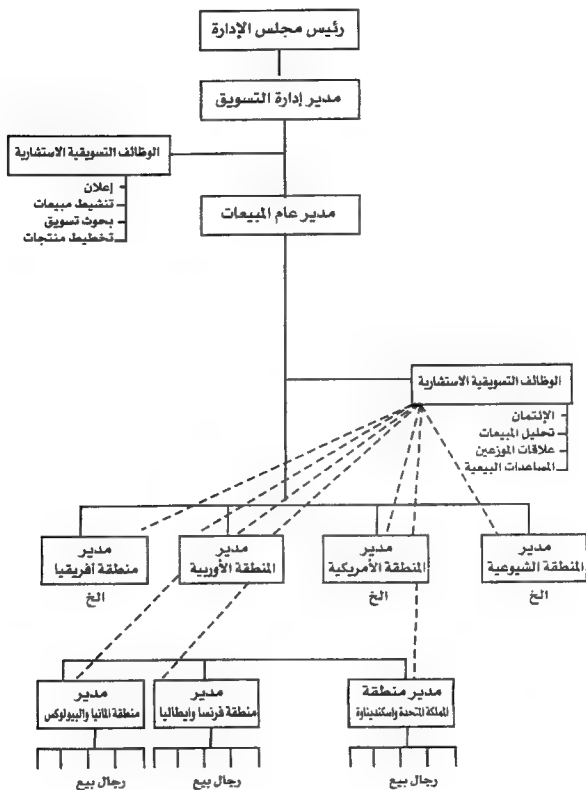 رئيس مجلس الإدارة
مدير إدارة التسويق
الوظائف التسويقية الاستشارية
إعلان
تنشيط مبيعات
بحوث تسويق
تخطيط منتجات
مدير عام المبيعات
الوظائف التسويقية الاستشارية
الإئتمان
تحليل المبيعات
علاقات الموزعين
المساعدات البيعية
مدير
المنطقة الشيوعية
الخ
مدير
المنطقة الأمريكية
الخ
مدير
المنطقة الأوربية
مدير
منطقة أفريقيا
الخ
مدير منطقة
المملكة المتحدة واسكنديناوة
رجال بيع
مدير
منطقة فرنسا وإيطاليا
رجال بيع
مدير
منطقة المانيا والبيولوكس
رجال بيع